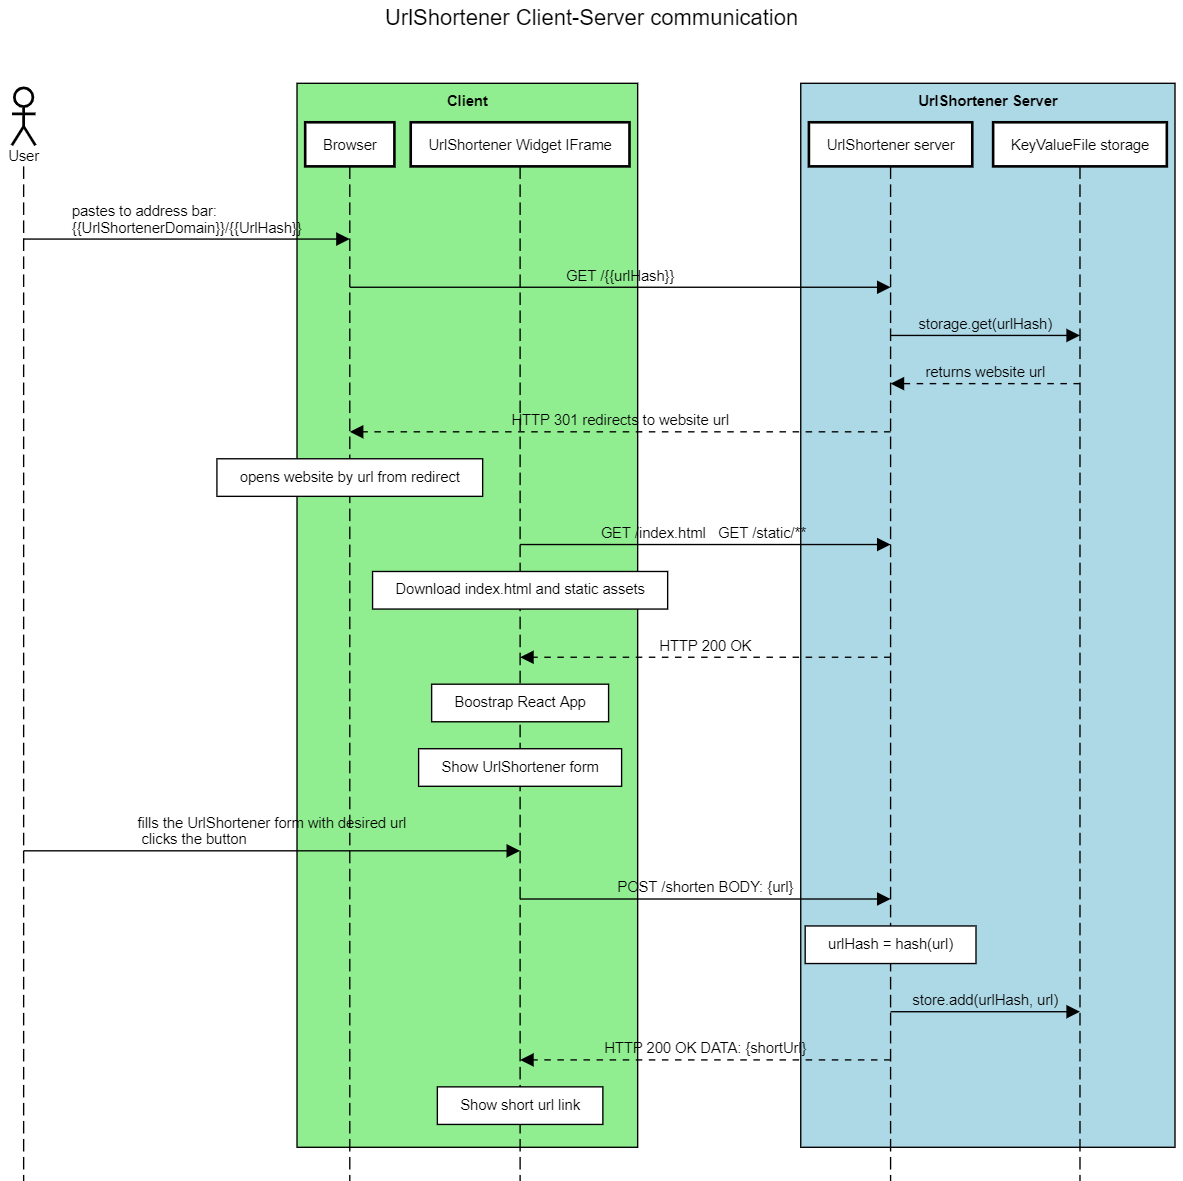 UrlShortener Client-Server communication
Client
UrlShortener Server
User
Browser
UrlShortener Widget IFrame
UrlShortener server
KeyValueFile storage
pastes to address bar:
{{UrlShortenerDomain}}/{{UrlHash}}
GET /{{urlHash}}
storage.get(urlHash)
returns website url
HTTP 301 redirects to website url
opens website by url from redirect
GET /index.html   GET /static/**
Download index.html and static assets
HTTP 200 OK
Boostrap React App
Show UrlShortener form
fills the UrlShortener form with desired url
clicks the button
POST /shorten BODY: {url}
urlHash = hash(url)
store.add(urlHash, url)
HTTP 200 OK DATA: {shortUrl}
Show short url link